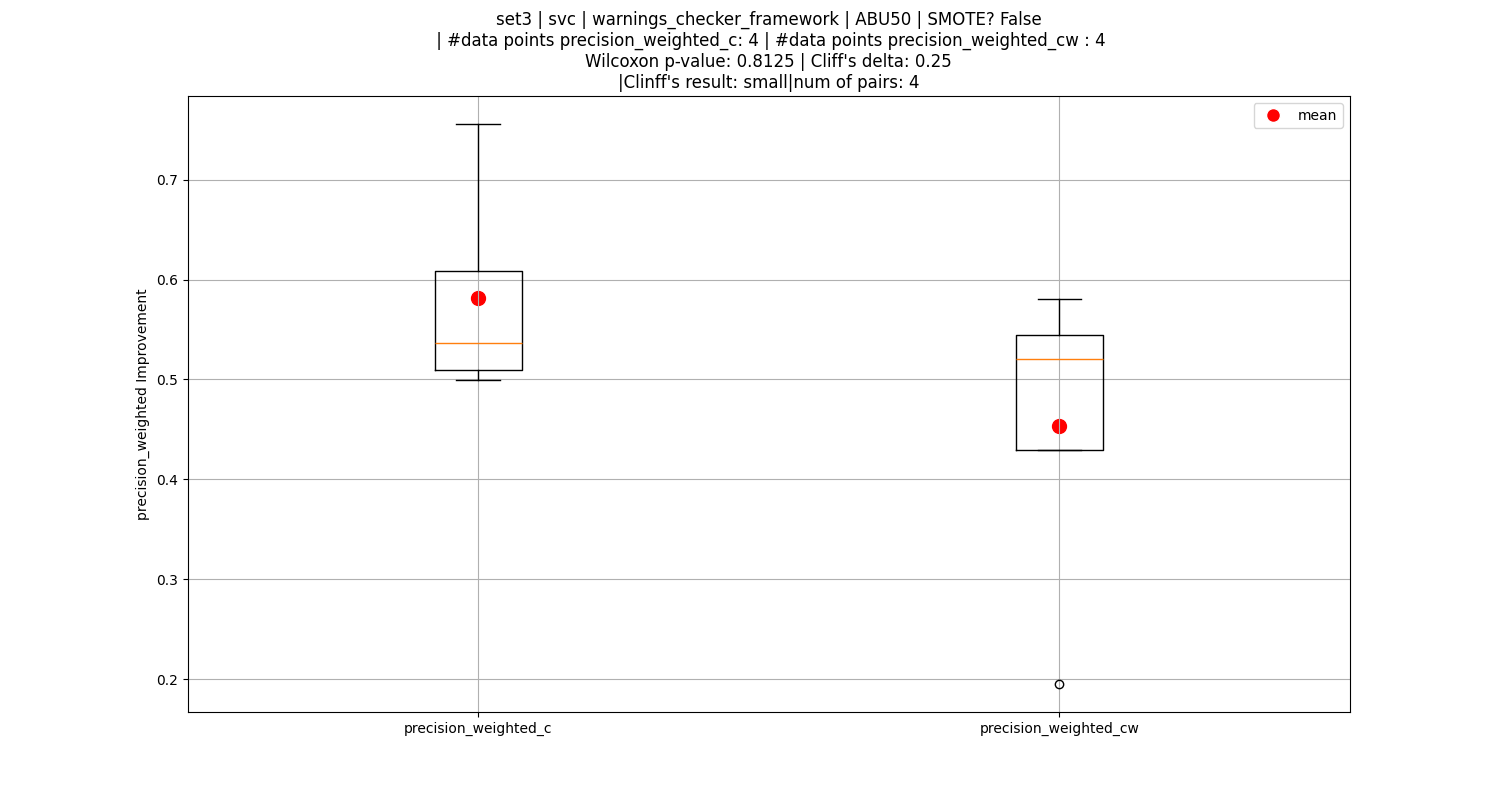 set3 | svc | warnings_checker_framework | ABU50 | SMOTE? False
| #data points precision_weighted_c: 4 | #data points precision_weighted_cw : 4
Wilcoxon p-value: 0.8125 | Cliff's delta: 0.25
|Clinff's result: small|num of pairs: 4
mean
precision_weighted Improvement
0.7
0.6
0.5
0.4
0.3
0.2
precision_weighted_c
precision_weighted_cw